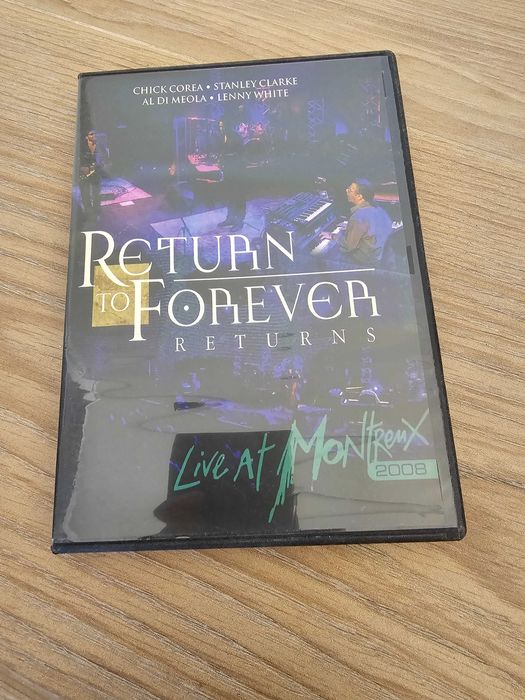 CHICK COREA • STANLEY CLARKE
AL DI MEOLA • LENNY WHITE
RETURN
TO FOREVER
RETURNS
LIVE AT MONTREUX
2008